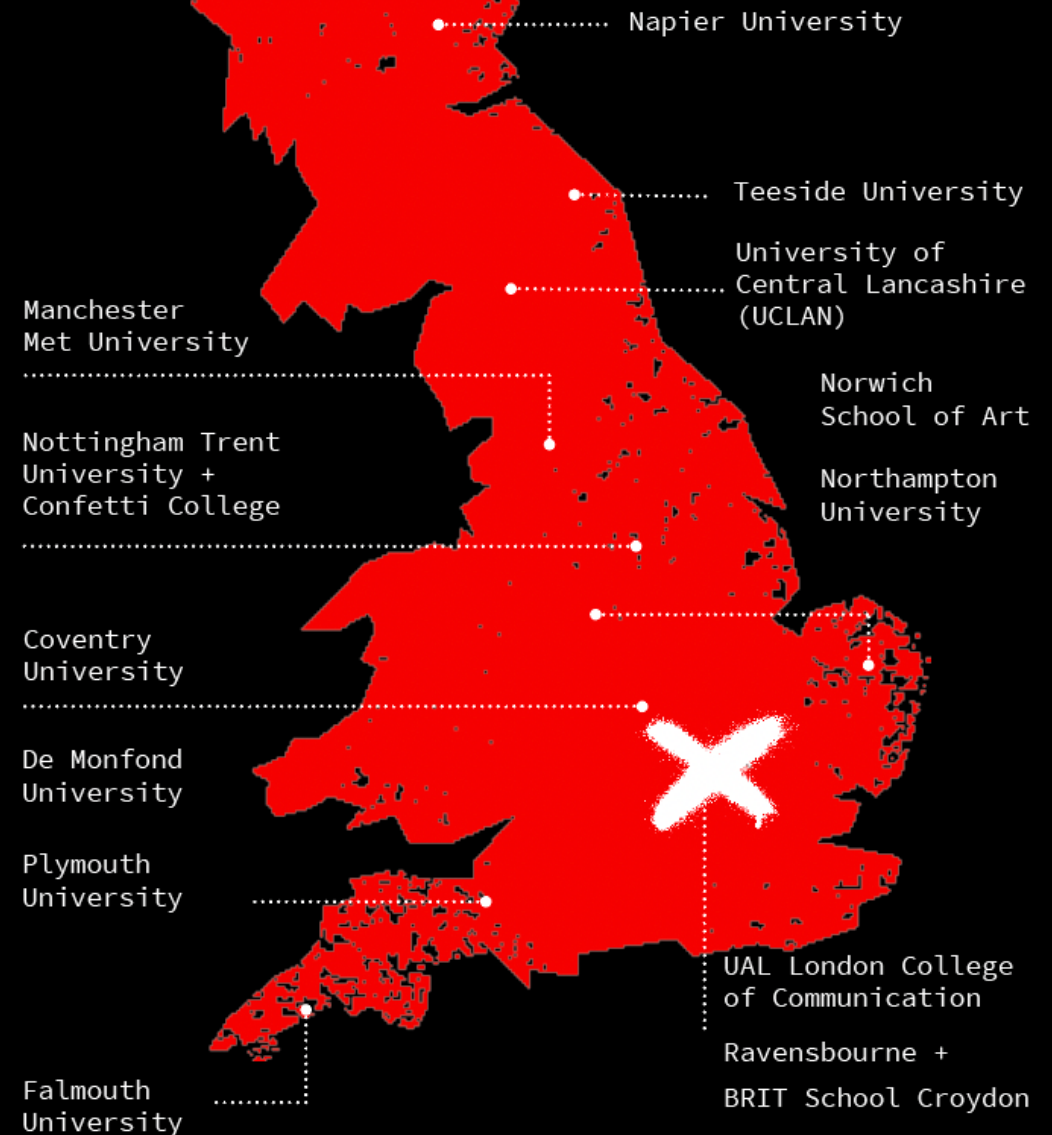 Napier University
Teeside University
University of
Central Lancashire
(UCLAN)
Manchester
Met University
Norwich
School of Art
Nottingham Trent
University +
Confetti College
Northampton
University
Coventry
University
De Monfond
University
Plymouth
University
UAL London College
of Communication
Ravensbourne +
BRIT School Croydon
Falmouth
University